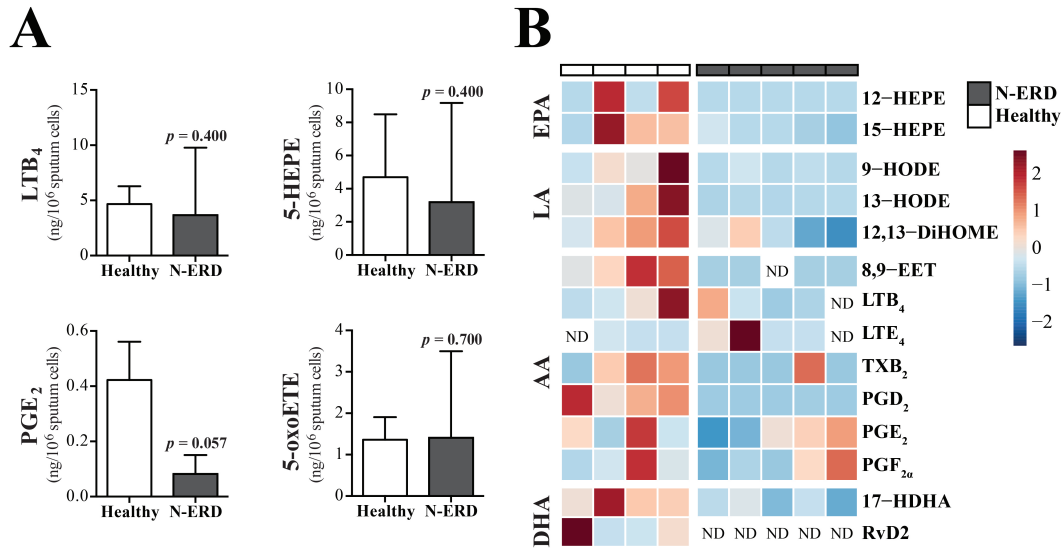 A
LTB4
(ng/10^6 sputum cells)
15
10
5
0
p = 0.400
Healthy
N-ERD
5-HEPE
(ng/10^6 sputum cells)
10
8
6
4
2
0
p = 0.400
Healthy
N-ERD
PGE2
(ng/10^6 sputum cells)
0.6
0.4
0.2
0.0
p = 0.057
Healthy
N-ERD
5-oxoETE
(ng/10^6 sputum cells)
4
3
2
1
0
p = 0.700
Healthy
N-ERD
B
EPA
12−HEPE
15−HEPE
LA
9−HODE
13−HODE
12,13−DiHOME
AA
ND
8,9−EET
ND
LTB4
ND
ND
LTE4
TXB2
PGD2
PGE2
PGF2α
DHA
17−HDHA
ND ND ND ND ND
RvD2
N-ERD
Healthy
2
1
0
−1
−2